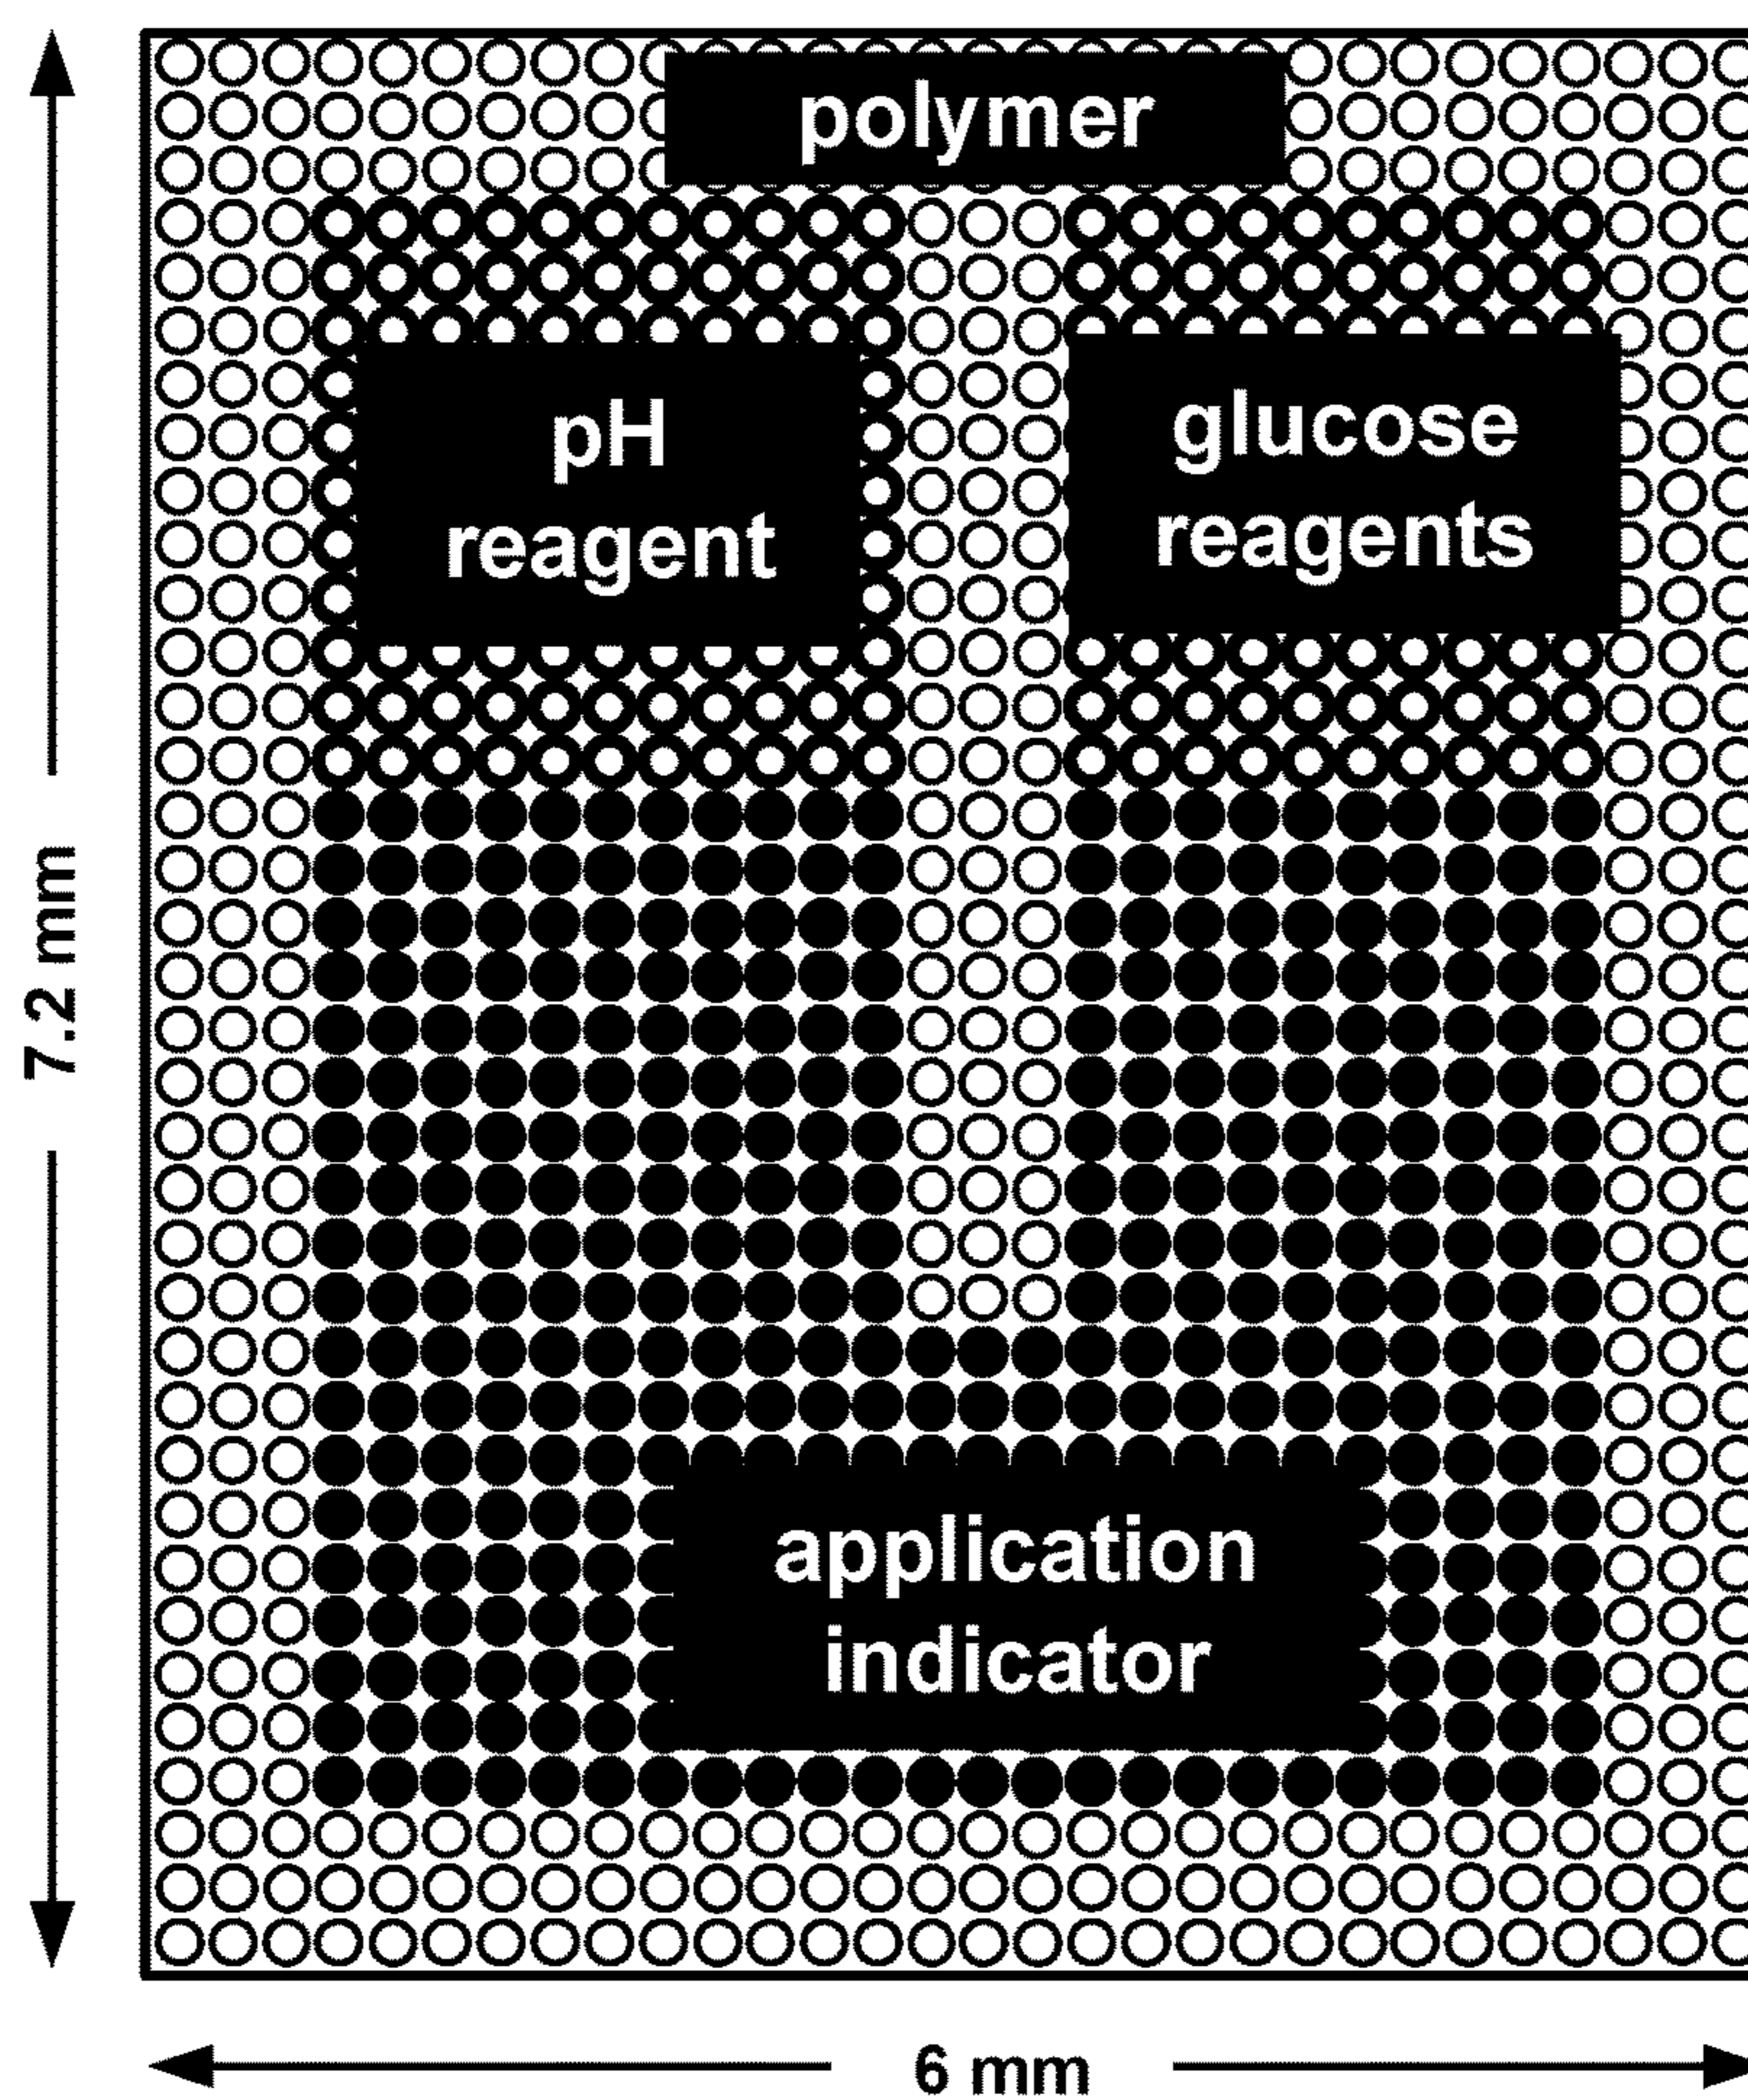 polymer
pH
reagent
glucose
reagents
7.2 mm
application
indicator
6 mm